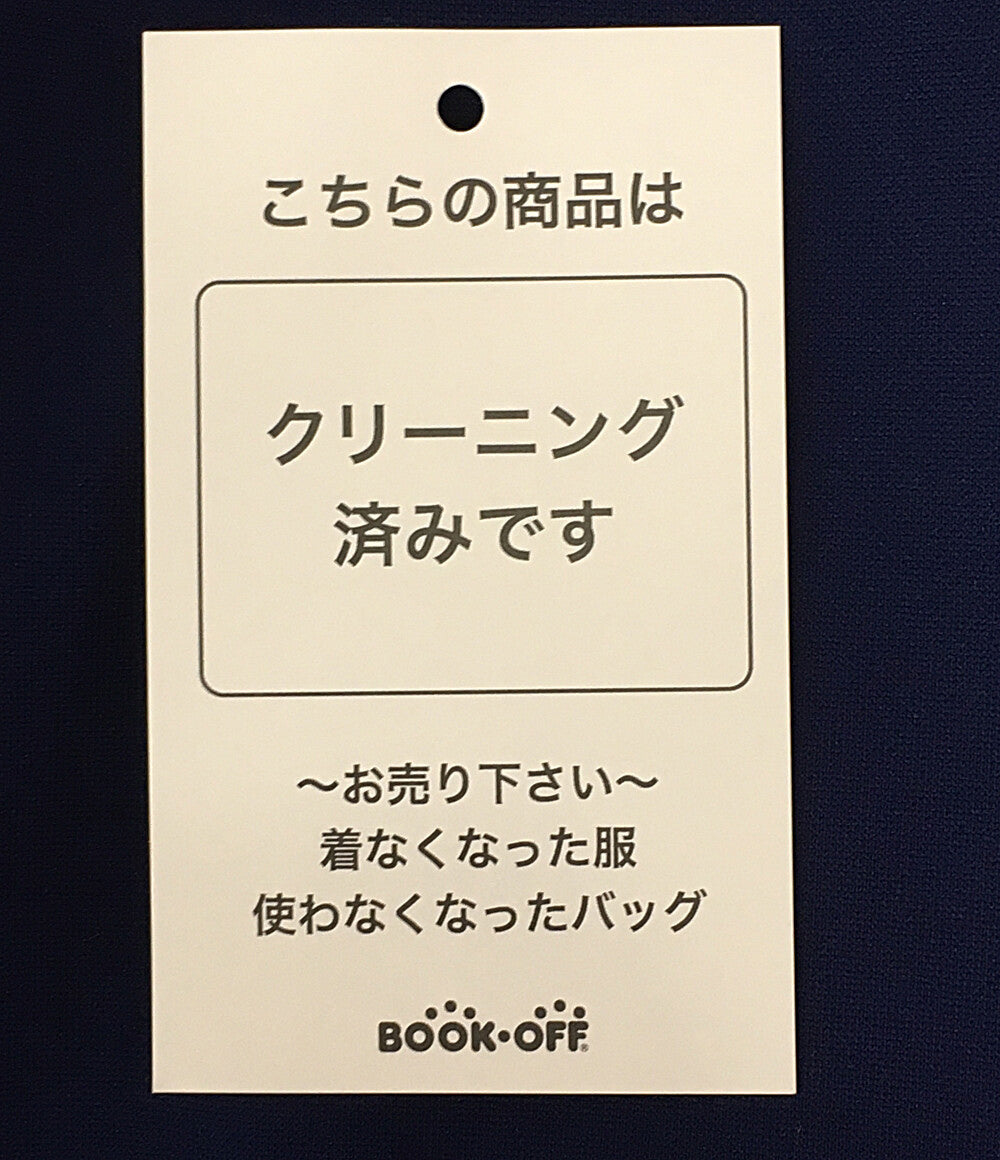 こちらの商品は
クリーニング
済みです
～お売り下さい～
着なくなった服
使わなくなったバッグ
BOOK・OFF®